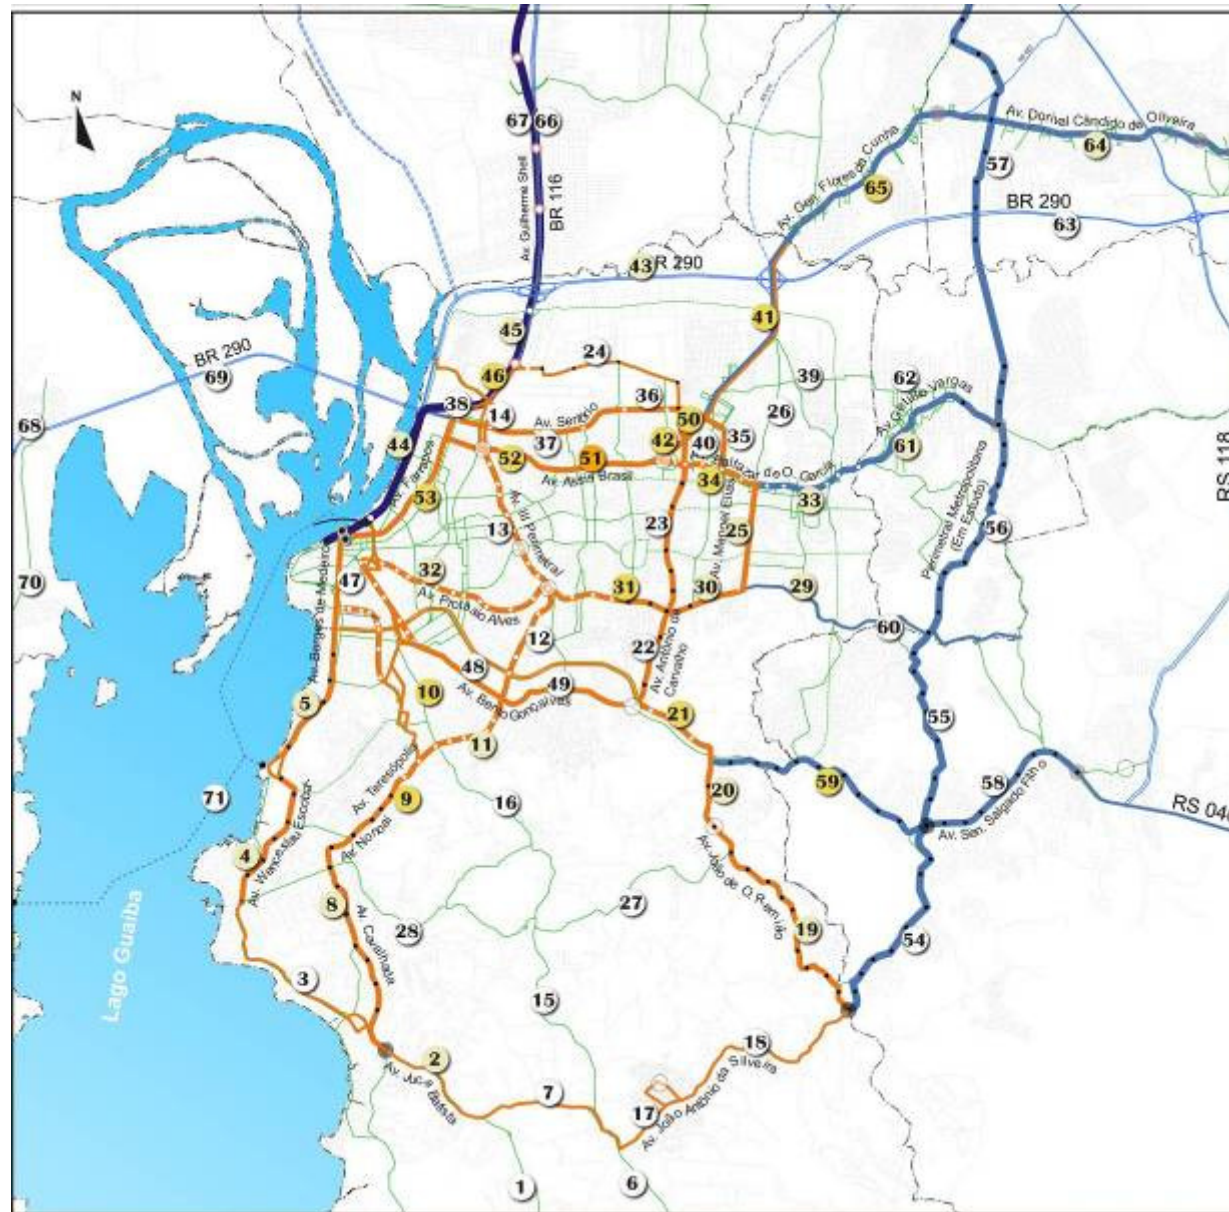 N
67 66
Av. Dorival Cândido de Oliveira
64
57
Av. Guilherme Shell
BR 116
Av. Gen. Flores da Cunha
65
BR 290
63
43
BR 290
41
45
24
BR 290
69
46
39
62
68
38
14
Av. Sertório
36
50
26
Av. Getúlio Vargas
61
44
37
42
40
35
RS 118
Av. Farrapos
52
51
Av. Assis Brasil
34
Av. Baltazar de O. Garcia
33
53
Av. III Perimetral
13
23
Av. Manoel Elias
25
Perimetral Metropolitana
(Em Estudo)
56
70
47
32
Av. Protásio Alves
31
30
29
60
Av. Borges de Medeiros
12
22
Av. Antônio de
Carvalho
48
49
Av. Bento Gonçalves
5
10
21
55
11
Av. Teresópolis
9
16
20
59
58
71
Av. Sen. Salgado Filho
RS 040
Av. Nonoai
4
Av. Wenceslau Escobar
8
Av. Cavalhada
28
27
Av. João de O. Remião
19
54
Lago Guaíba
3
15
18
2
Av. Juca Batista
7
17
Av. João Antônio da Silveira
1
6